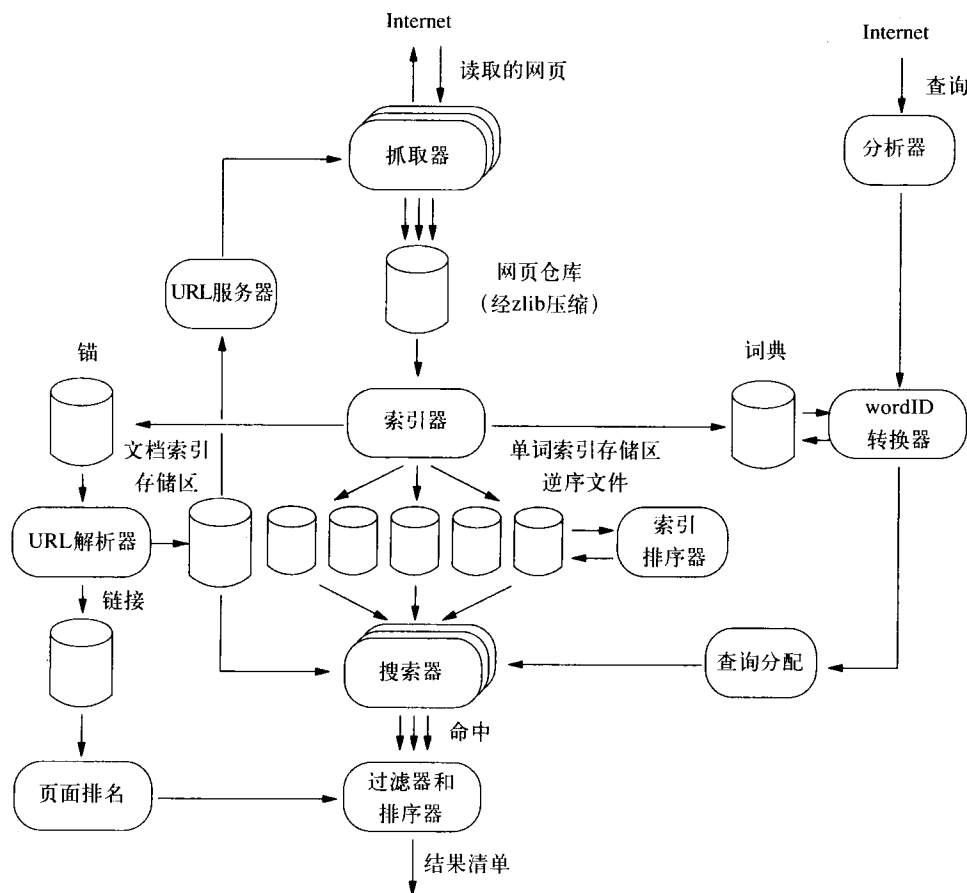 Internet
Internet
读取的网页
查询
抓取器
分析器
网页仓库
(经zlib压缩)
URL服务器
锚
词典
索引器
wordID
转换器
文档索引
存储区
单词索引存储区
逆序文件
URL解析器
索引
排序器
链接
搜索器
查询分配
命中
页面排名
过滤器和
排序器
结果清单